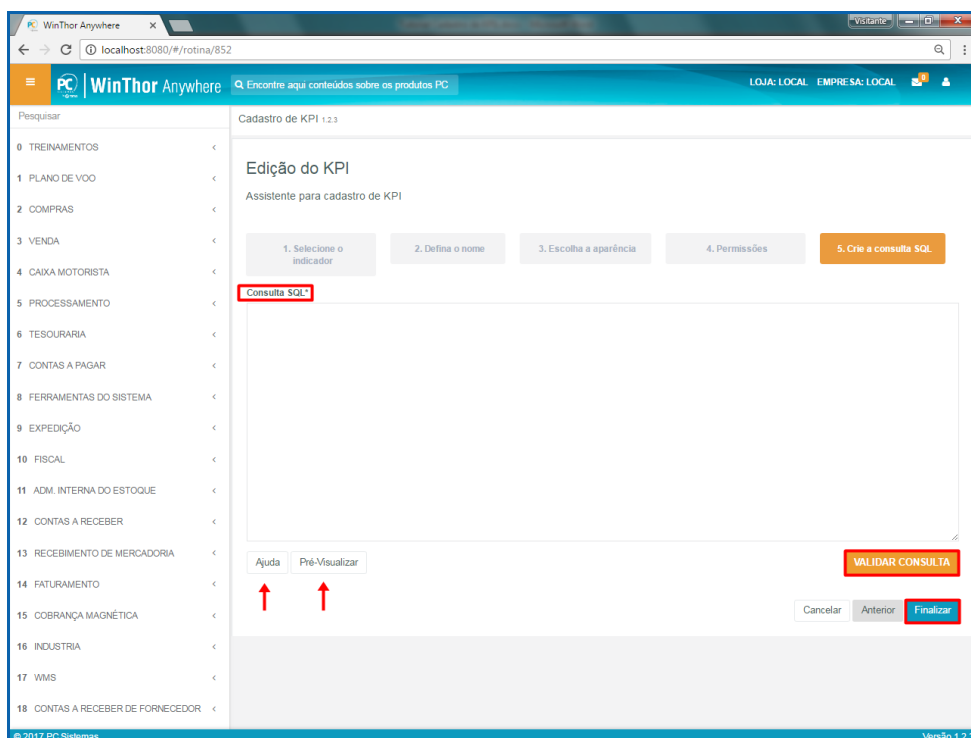 WinThor Anywhere
Visitante
localhost:8080/#/rotina/852
PC | WinThor Anywhere
Encontre aqui conteúdos sobre os produtos PC
LOJA: LOCAL EMPRESA: LOCAL
Pesquisar
0 TREINAMENTOS
1 PLANO DE VOO
2 COMPRAS
3 VENDA
4 CAIXA MOTORISTA
5 PROCESSAMENTO
6 TESOURARIA
7 CONTAS A PAGAR
8 FERRAMENTAS DO SISTEMA
9 EXPEDIÇÃO
10 FISCAL
11 ADM. INTERNA DO ESTOQUE
12 CONTAS A RECEBER
13 RECEBIMENTO DE MERCADORIA
14 FATURAMENTO
15 COBRANÇA MAGNÉTICA
16 INDUSTRIA
17 WMS
18 CONTAS A RECEBER DE FORNECEDOR
Cadastro de KPI 1.2.3
Edição do KPI
Assistente para cadastro de KPI
1. Selecione o
indicador
2. Defina o nome
3. Escolha a aparência
4. Permissões
5. Crie a consulta SQL
Consulta SQL*
Ajuda
Pré-Visualizar
VALIDAR CONSULTA
Cancelar
Anterior
Finalizar
© 2017 PC Sistemas